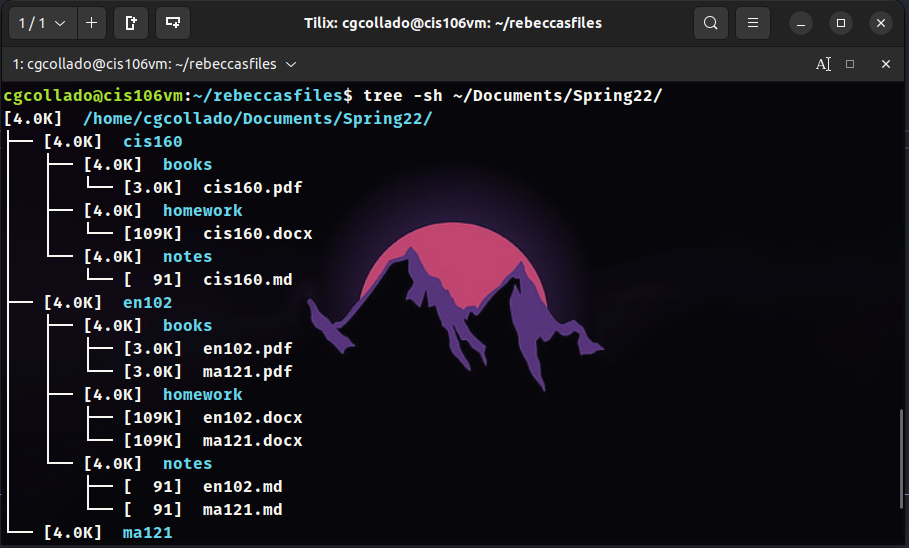 1 / 1
Tilix: cgcollado@cis106vm: ~/rebeccasfiles
1: cgcollado@cis106vm: ~/rebeccasfiles
cgcollado@cis106vm:~/rebeccasfiles$ tree -sh ~/Documents/Spring22/
[4.0K]  /home/cgcollado/Documents/Spring22/
├── [4.0K]  cis160
│   ├── [4.0K]  books
│   │   └── [3.0K]  cis160.pdf
│   ├── [4.0K]  homework
│   │   └── [109K]  cis160.docx
│   └── [4.0K]  notes
│       └── [  91]  cis160.md
├── [4.0K]  en102
│   ├── [4.0K]  books
│   │   ├── [3.0K]  en102.pdf
│   │   └── [3.0K]  ma121.pdf
│   ├── [4.0K]  homework
│   │   ├── [109K]  en102.docx
│   │   └── [109K]  ma121.docx
│   └── [4.0K]  notes
│       ├── [  91]  en102.md
│       └── [  91]  ma121.md
└── [4.0K]  ma121